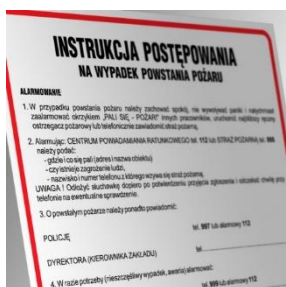 INSTRUKCJA POSTĘPOWANIA
NA WYPADEK POWSTANIA POŻARU
ALARMOWANIE
1. W przypadku powstania pożaru należy zachować spokój, nie wywoływać paniki i natychmiast
zaalarmować okrzykiem „PALI SIĘ - POŻAR" innych pracowników, uruchomić najbliższy ręczny
ostrzegacz pożarowy lub telefonicznie zawiadomić straż pożarną.
2. Alarmując: CENTRUM POWIADAMIANIA RATUNKOWEGO tel. 112 lub STRAŻ POŻARNĄ tel. 998
należy podać:
- gdzie i co się pali (adres i nazwa obiektu)
- czy istnieje zagrożenie ludzi,
- nazwisko i numer telefonu z którego wzywa się straż pożarną.
UWAGA ! Odłożyć słuchawkę dopiero po potwierdzeniu przyjęcia zgłoszenia i odczekać chwilę przy
telefonie na ewentualne sprawdzenie.
3. O powstałym pożarze należy ponadto powiadomić:
POLICJĘ, tel. 997 lub alarmowy 112
DYREKTORA (KIEROWNIKA ZAKŁADU) tel.
4. W razie potrzeby (nieszczęśliwy wypadek, awaria) alarmować:
tel. 999 lub alarmowy 112